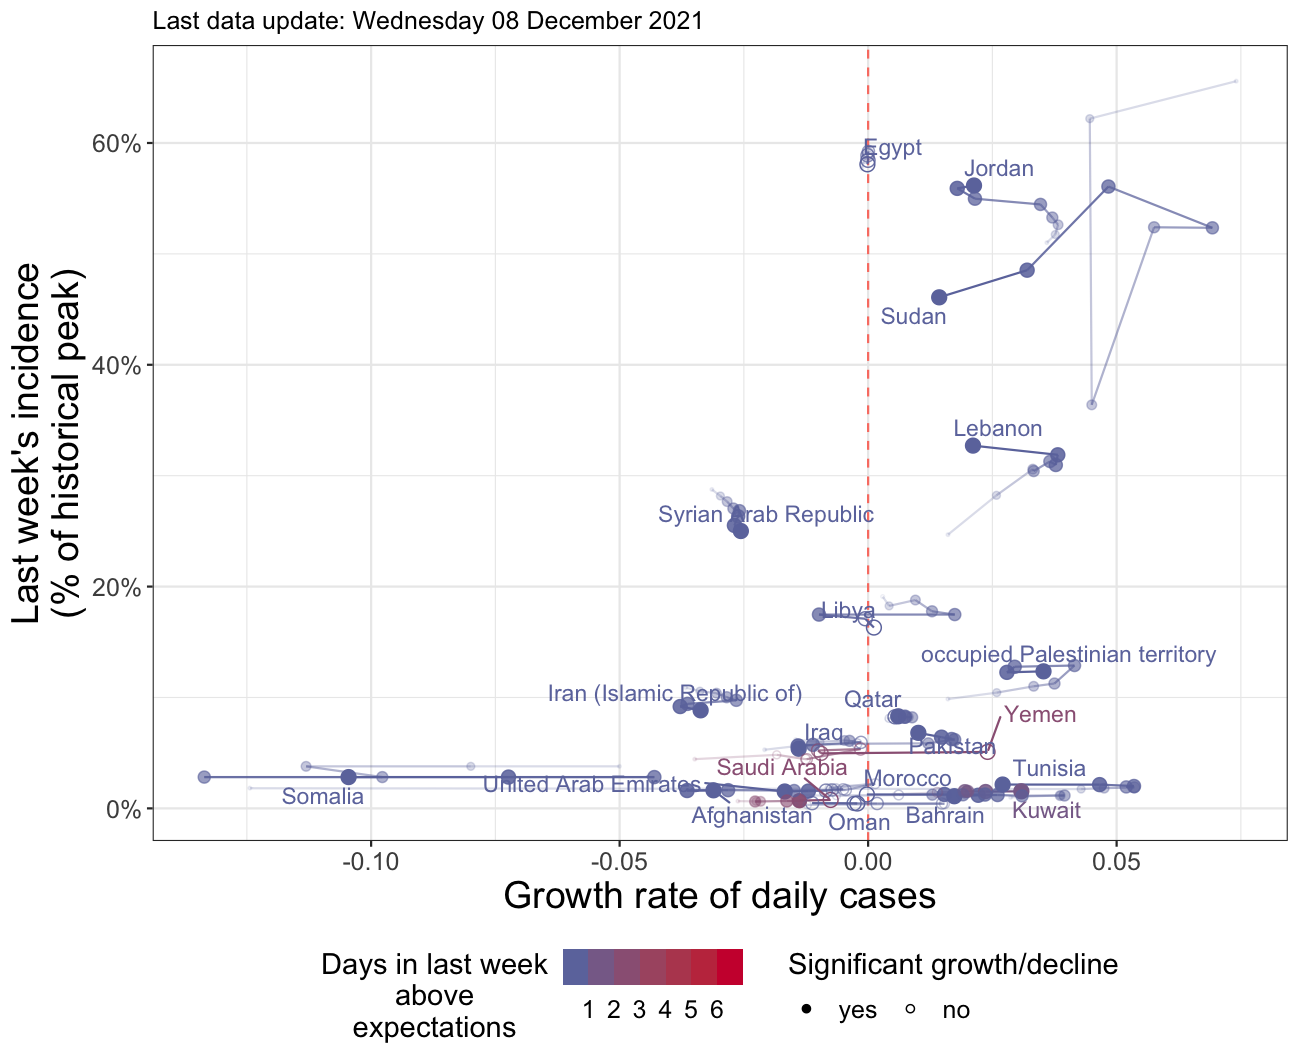 Last data update: Wednesday 08 December 2021
Last week's incidence
(% of historical peak)
60%
40%
20%
0%
Egypt
Jordan
Sudan
Lebanon
Syrian Arab Republic
Libya
occupied Palestinian territory
Iran (Islamic Republic of)
Qatar
Yemen
Iraq
Pakistan
Saudi Arabia
Morocco
Tunisia
United Arab Emirates
Somalia
Afghanistan
Oman
Bahrain
Kuwait
-0.10
-0.05
0.00
0.05
Growth rate of daily cases
Days in last week
above
expectations
1 2 3 4 5 6
Significant growth/decline
yes
no